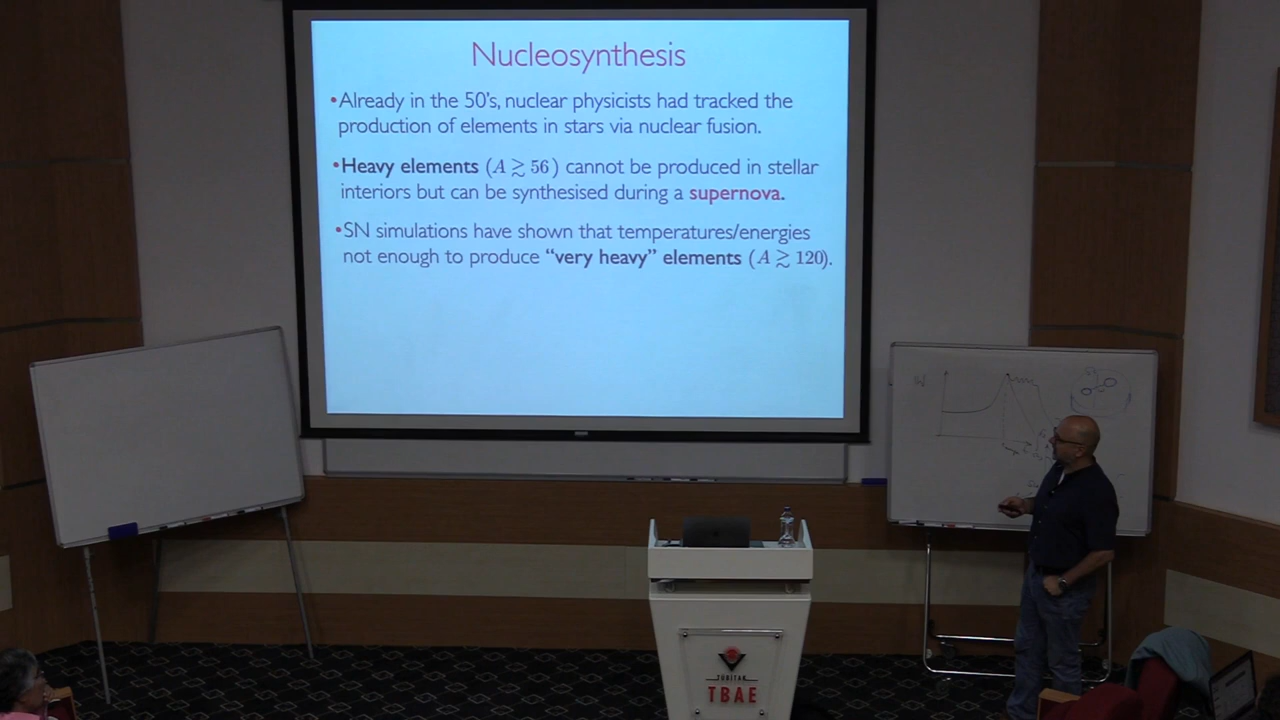 Nucleosynthesis
•Already in the 50's, nuclear physicists had tracked the
production of elements in stars via nuclear fusion.
•Heavy elements (A ≳ 56) cannot be produced in stellar
interiors but can be synthesised during a supernova.
•SN simulations have shown that temperatures/energies
not enough to produce “very heavy” elements (A ≳ 120).
TÜBİTAK
TBAE